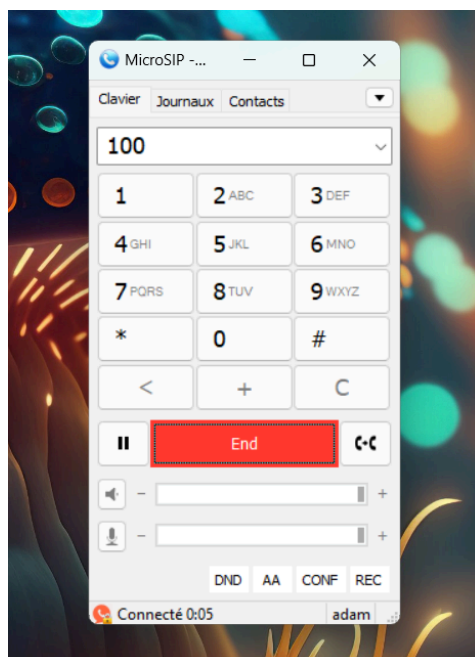 MicroSIP -...
Clavier Journaux Contacts
100
1 2 ABC 3 DEF
4 GHI 5 JKL 6 MNO
7 PQRS 8 TUV 9 WXYZ
* 0 #
< + C
End
- +
- +
DND AA CONF REC
Connecté 0:05 adam